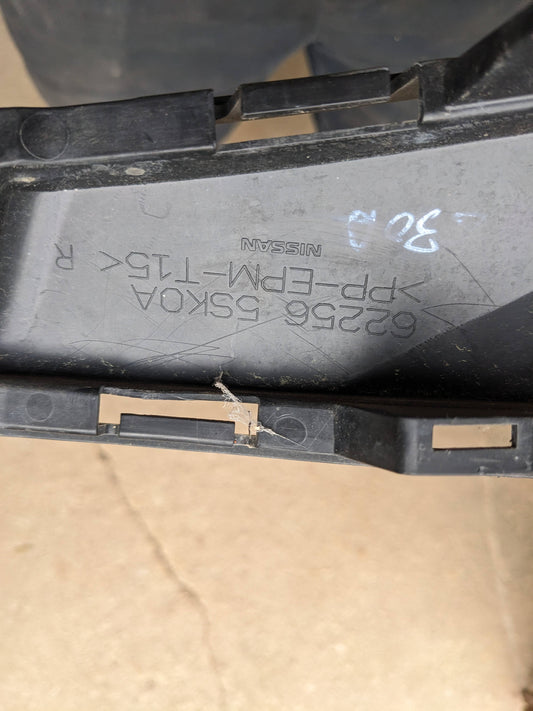 62256 5SK0A
>PP-EPM-T15< R
NISSAN